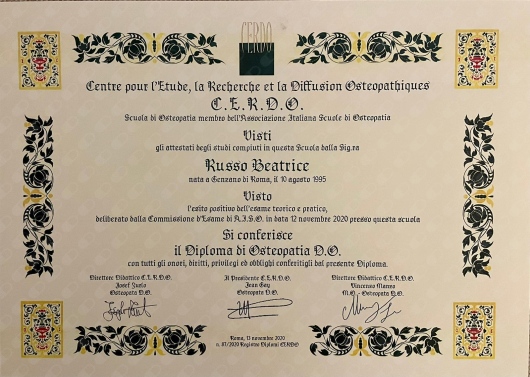 CERDO
Centre pour l'Etude, la Recherche et la Diffusion Osteopathiques
C.E.R.D.O.
Scuola di Osteopatia membro dell'Associazione Italiana Scuole di Osteopatia
Visti
gli attestati degli studi compiuti in questa Scuola dalla Sig.ra
Russo Beatrice
nata a Genzano di Roma, il 10 agosto 1995
Visto
l'esito positivo dell'esame teorico e pratico,
deliberato dalla Commissione d'Esame di A.I.S.O. in data 12 novembre 2020 presso questa scuola
Si conferisce
il Diploma di Osteopatia D.O.
con tutti gli onori, diritti, privilegi ed obblighi conferitigli dal presente Diploma.
Direttore Didattico C.E.R.D.O.
Josef
Osteopata D.O.
Il Presidente C.E.R.D.O.
Jean Guy
Osteopata D.O.
Direttore Didattico C.E.R.D.O.
Vincenzo
M.O. - Osteopata D.O.
Roma, 13 novembre 2020
n. 07/2020 Registro Diplomi CERDO